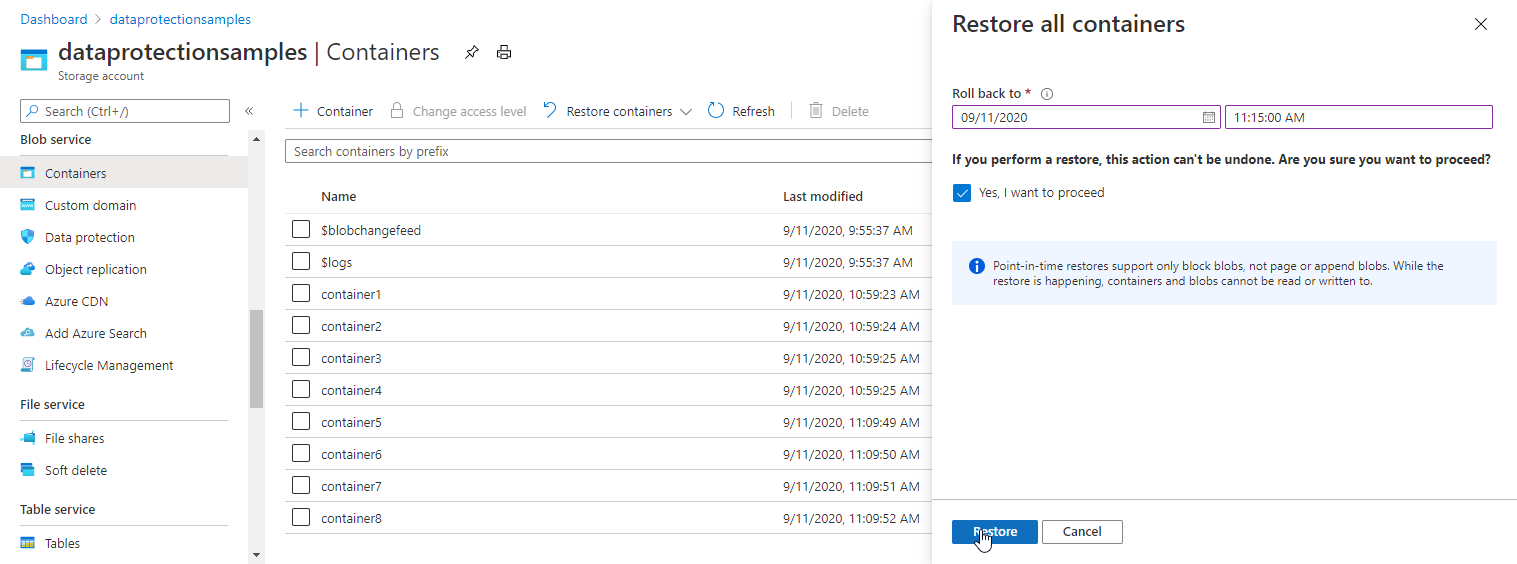 Dashboard > dataprotectionsamples
dataprotectionsamples | Containers
Storage account
Search (Ctrl+/)
«
Blob service
Containers
Custom domain
Data protection
Object replication
Azure CDN
Add Azure Search
Lifecycle Management
File service
File shares
Soft delete
Table service
Tables
+ Container
Change access level
Restore containers
Refresh
Delete
Search containers by prefix
Name Last modified
$blobchangefeed 9/11/2020, 9:55:37 AM
$logs 9/11/2020, 9:55:37 AM
container1 9/11/2020, 10:59:23 AM
container2 9/11/2020, 10:59:24 AM
container3 9/11/2020, 10:59:25 AM
container4 9/11/2020, 10:59:25 AM
container5 9/11/2020, 11:09:49 AM
container6 9/11/2020, 11:09:50 AM
container7 9/11/2020, 11:09:51 AM
container8 9/11/2020, 11:09:52 AM
Restore all containers
Roll back to *
09/11/2020 11:15:00 AM
If you perform a restore, this action can't be undone. Are you sure you want to proceed?
Yes, I want to proceed
Point-in-time restores support only block blobs, not page or append blobs. While the
restore is happening, containers and blobs cannot be read or written to.
Restore Cancel